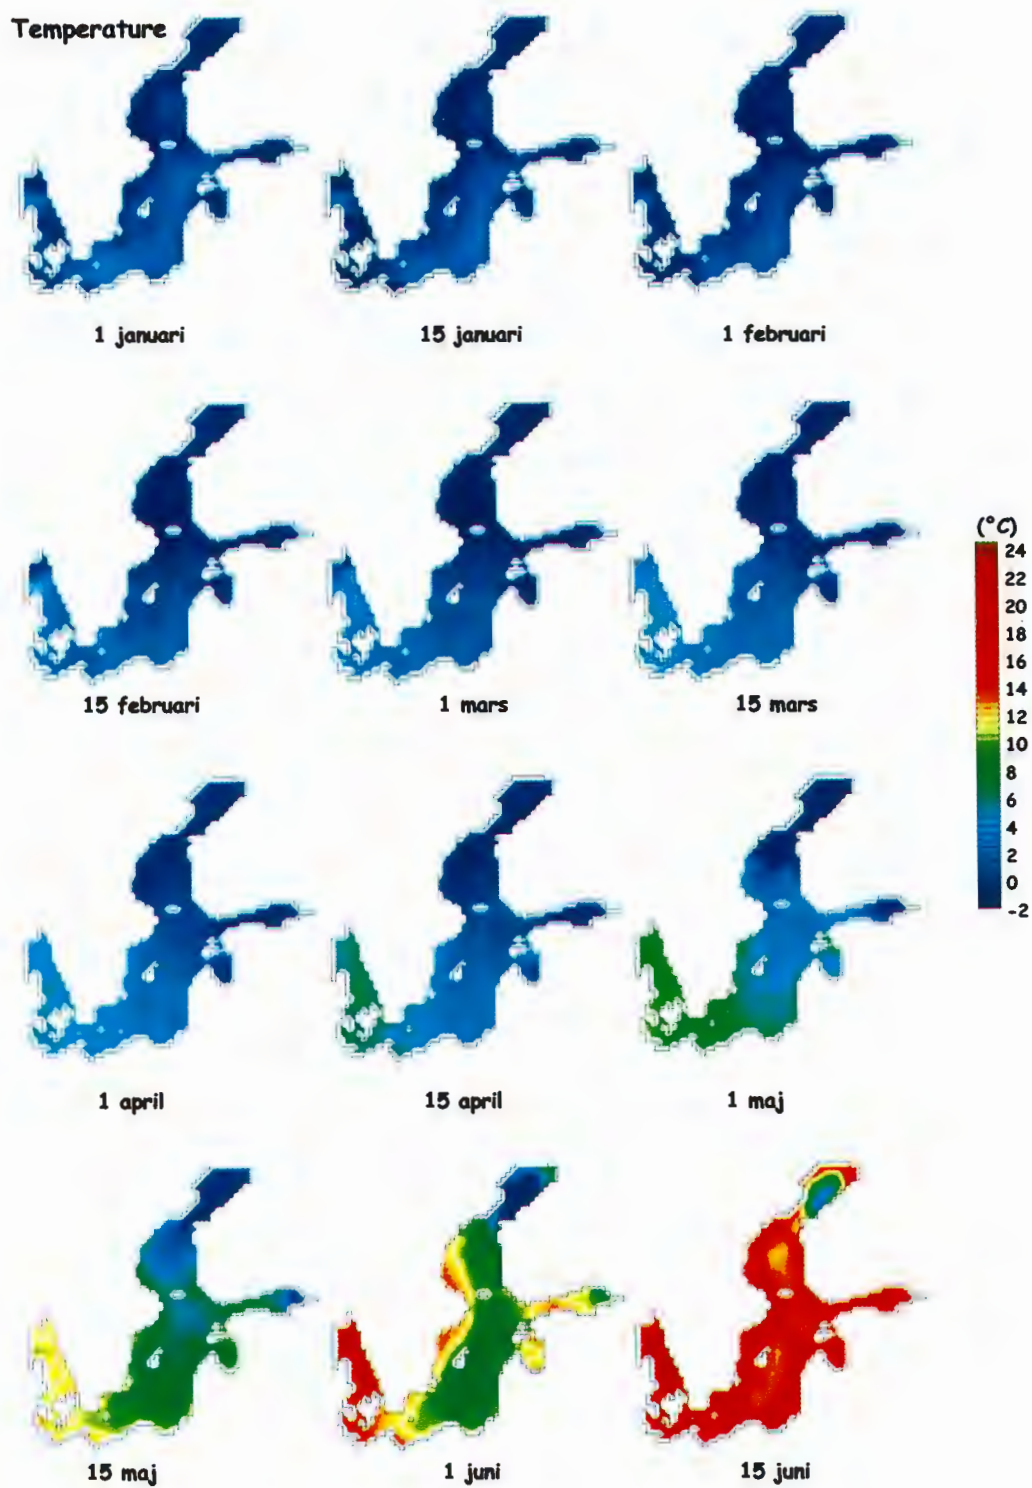 Temperature
1 januari
15 januari
1 februari
15 februari
1 mars
15 mars
(°C)
24
22
20
18
16
14
12
10
8
6
4
2
0
-2
1 april
15 april
1 maj
15 maj
1 juni
15 juni